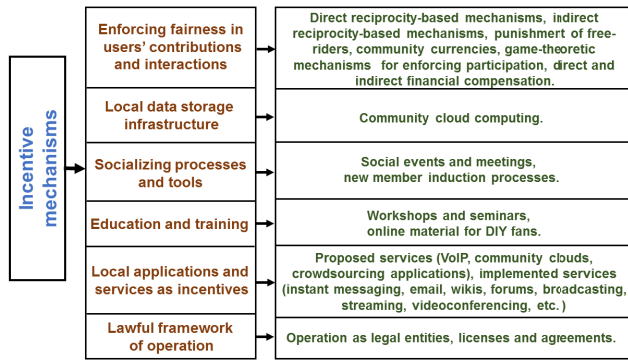 Incentive
mechanisms
Enforcing fairness in
users' contributions
and interactions
Direct reciprocity-based mechanisms, indirect
reciprocity-based mechanisms, punishment of free-
riders, community currencies, game-theoretic
mechanisms for enforcing participation, direct and
indirect financial compensation.
Local data storage
infrastructure
Community cloud computing.
Socializing processes
and tools
Social events and meetings,
new member induction processes.
Education and training
Workshops and seminars,
online material for DIY fans.
Local applications and
services as incentives
Proposed services (VoIP, community clouds,
crowdsourcing applications), implemented services
(instant messaging, email, wikis, forums, broadcasting,
streaming, videoconferencing, etc.)
Lawful framework
of operation
Operation as legal entities, licenses and agreements.